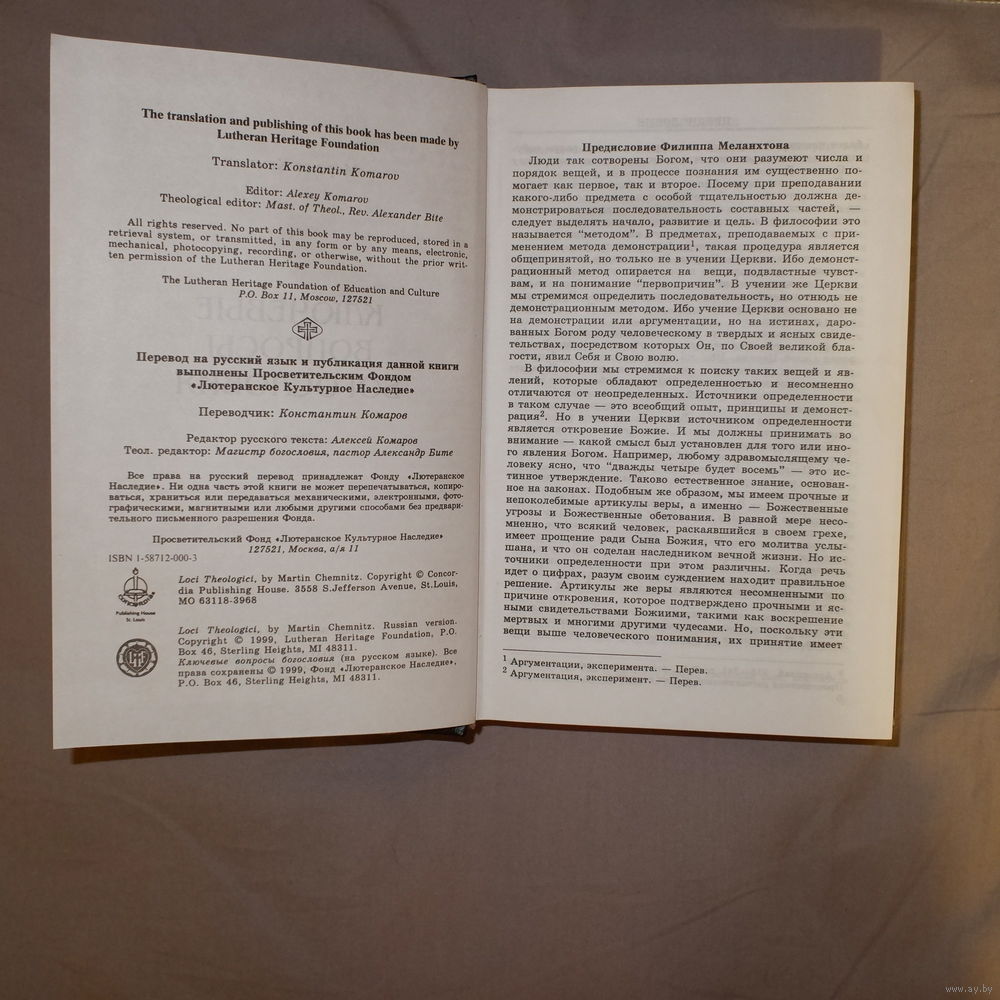 The translation and publishing of this book has been made by
Lutheran Heritage Foundation
Translator: Konstantin Komarov
Editor: Alexey Komarov
Theological editor: Mast. of Theol., Rev. Alexander Bite
All rights reserved. No part of this book may be reproduced, stored in a
retrieval system, or transmitted, in any form or by any means, electronic,
mechanical, photocopying, recording, or otherwise, without the prior writ-
ten permission of the Lutheran Heritage Foundation.
The Lutheran Heritage Foundation of Education and Culture
P.O. Box 11, Moscow, 127521
Перевод на русский язык и публикация данной книги
выполнены Просветительским Фондом
«Лютеранское Культурное Наследие»
Переводчик: Константин Комаров
Редактор русского текста: Алексей Комаров
Теол. редактор: Магистр богословия, пастор Александр Бите
Все права на русский перевод принадлежат Фонду «Лютеранское
Наследие». Ни одна часть этой книги не может перепечатываться, копиро-
ваться, храниться или передаваться механическими, электронными, фото-
графическими, магнитными или любыми другими способами без предвари-
тельного письменного разрешения Фонда.
Просветительский Фонд «Лютеранское Культурное Наследие»
127521, Москва, а/я 11
ISBN 1-58712-000-3
Publishing House
St. Louis
Loci Theologici, by Martin Chemnitz. Copyright © Concor-
dia Publishing House. 3558 S.Jefferson Avenue, St.Louis,
MO 63118-3968
Loci Theologici, by Martin Chemnitz. Russian version.
Copyright © 1999, Lutheran Heritage Foundation, P.O.
Box 46, Sterling Heights, MI 48311.
Ключевые вопросы богословия (на русском языке). Все
права сохранены © 1999, Фонд «Лютеранское Наследие»,
P.O. Box 46, Sterling Heights, MI 48311.
Предисловие Филиппа Меланхтона
Люди так сотворены Богом, что они разумеют числа и
порядок вещей, и в процессе познания им существенно по-
могает как первое, так и второе. Посему при преподавании
какого-либо предмета с особой тщательностью должна де-
монстрироваться последовательность составных частей, —
следует выделять начало, развитие и цель. В философии это
называется "методом". В предметах, преподаваемых с при-
менением метода демонстрации¹, такая процедура является
общепринятой, но только не в учении Церкви. Ибо демонст-
рационный метод опирается на вещи, подвластные чувст-
вам, и на понимание "первопричин". В учении же Церкви
мы стремимся определить последовательность, но отнюдь не
демонстрационным методом. Ибо учение Церкви основано не
на демонстрации или аргументации, но на истинах, даро-
ванных Богом роду человеческому в твердых и ясных свиде-
тельствах, посредством которых Он, по Своей великой бла-
гости, явил Себя и Свою волю.
В философии мы стремимся к поиску таких вещей и яв-
лений, которые обладают определенностью и несомненно
отличаются от неопределенных. Источники определенности
в таком случае — это всеобщий опыт, принципы и демонст-
рация². Но в учении Церкви источником определенности
является откровение Божие. И мы должны принимать во
внимание — какой смысл был установлен для того или ино-
го явления Богом. Например, любому здравомыслящему че-
ловеку ясно, что "дважды четыре будет восемь" — это ис-
тинное утверждение. Таково естественное знание, основан-
ное на законах. Подобным же образом, мы имеем прочные и
непоколебимые артикулы веры, а именно — Божественные
угрозы и Божественные обетования. В равной мере несо-
мненно, что всякий человек, раскаявшийся в своем грехе,
имеет прощение ради Сына Божия, что его молитва услы-
шана, и что он соделан наследником вечной жизни. Но ис-
точники определенности при этом различны. Когда речь
идет о цифрах, разум своим суждением находит правильное
решение. Артикулы же веры являются несомненными по
причине откровения, которое подтверждено прочными и яс-
ными свидетельствами Божиими, такими как воскрешение
мертвых и многими другими чудесами. Но, поскольку эти
вещи выше человеческого понимания, их принятие имеет
¹ Аргументации, эксперимента. — Перев.
² Аргументация, эксперимент. — Перев.
www.ay.by